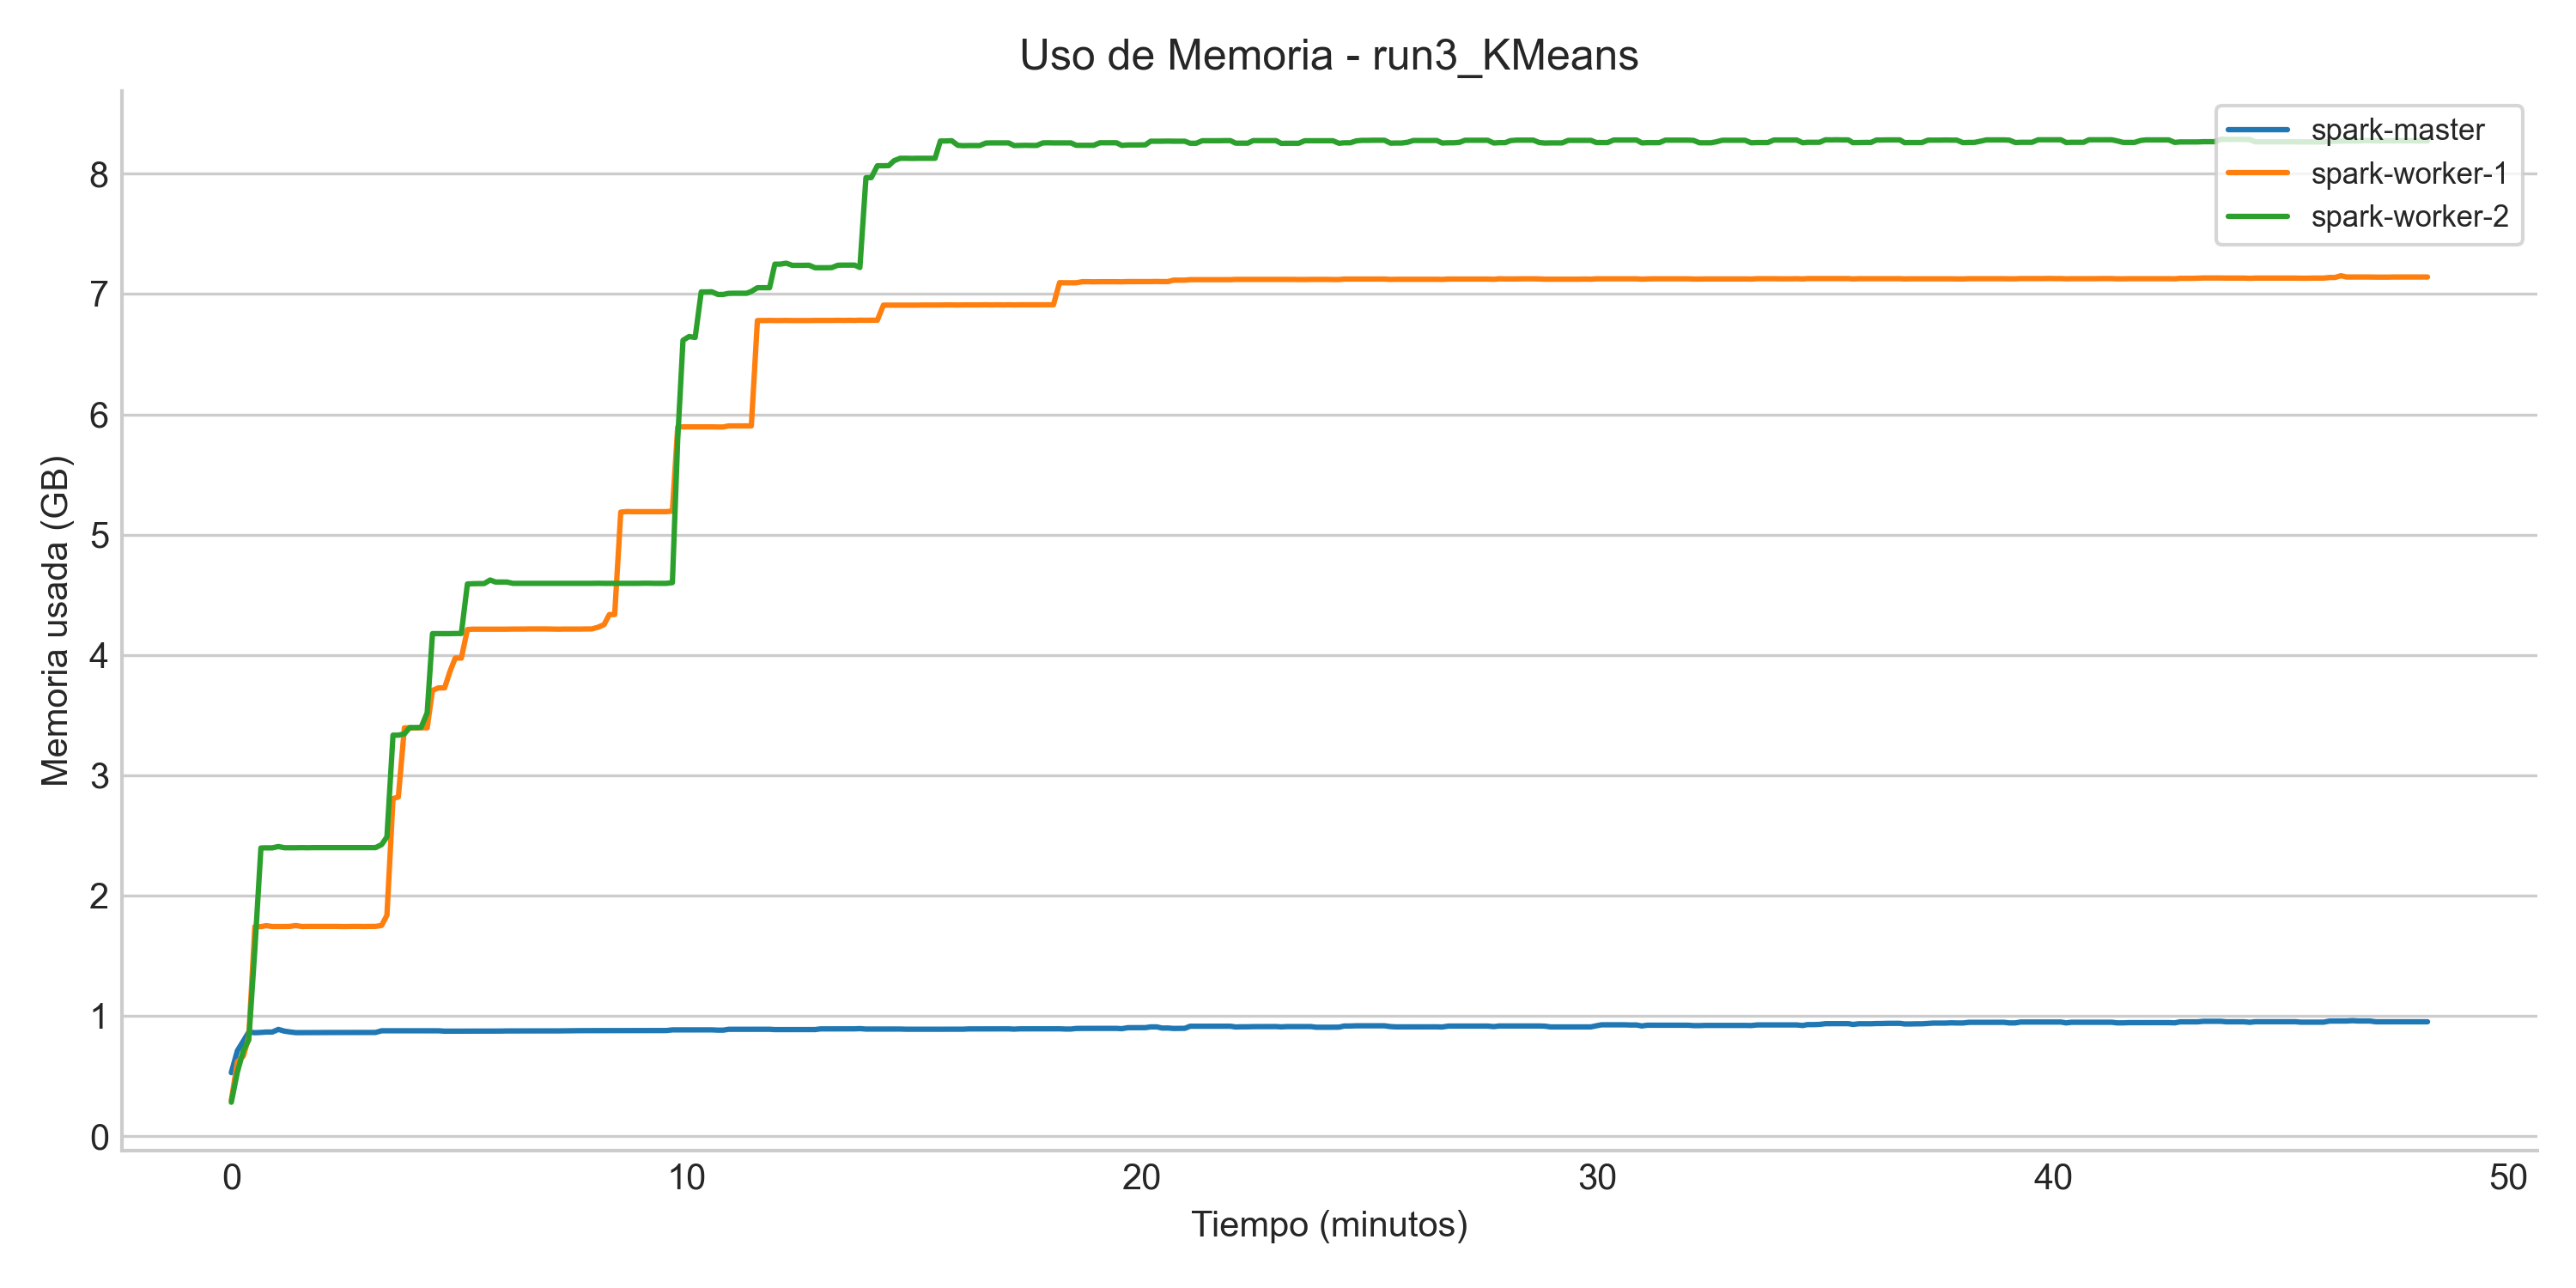 Uso de Memoria - run3_KMeans
spark-master
spark-worker-1
spark-worker-2
Memoria usada (GB)
8
7
6
5
4
3
2
1
0
0 10 20 30 40 50
Tiempo (minutos)